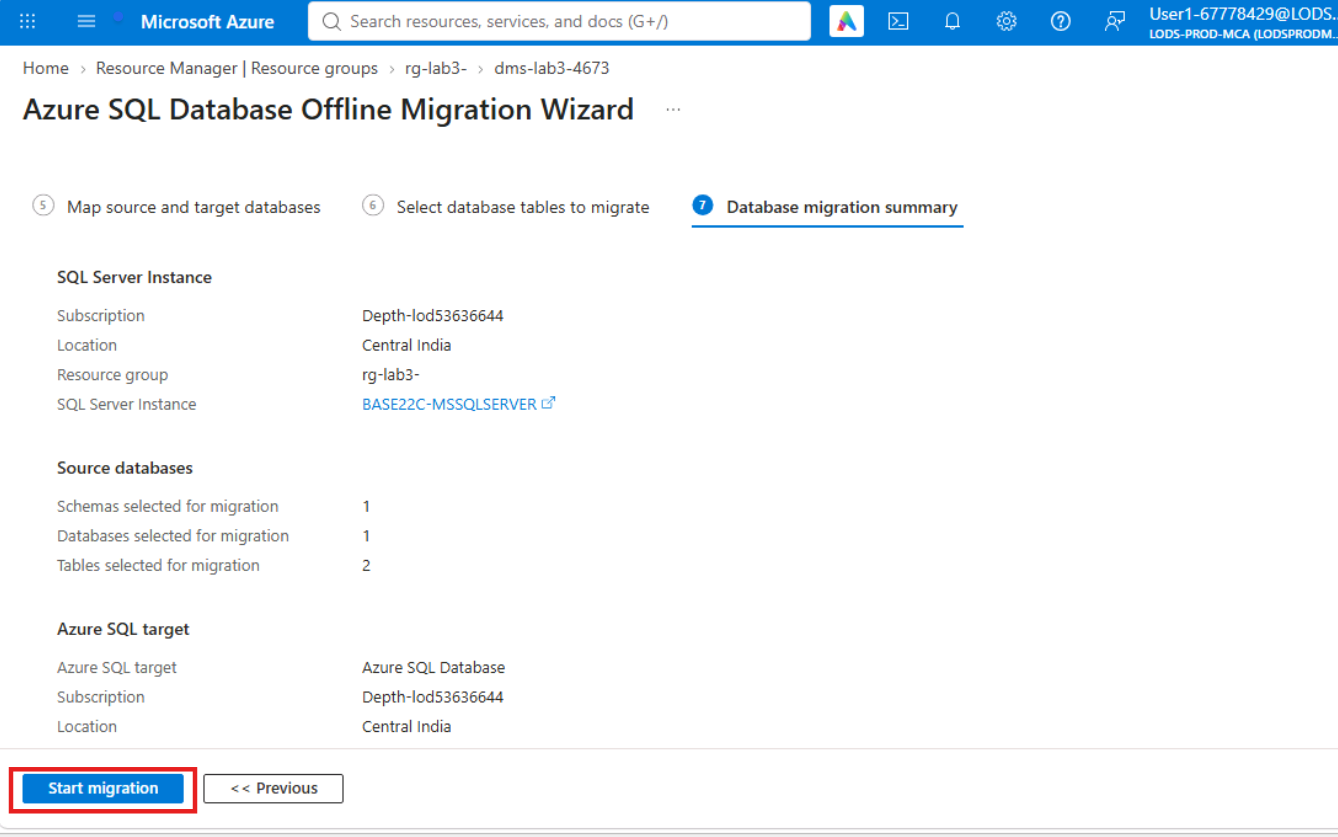 Microsoft Azure Search resources, services, and docs (G+/) User1-67778429@LODS...
LODS-PROD-MCA (LODSPRODM...
Home > Resource Manager | Resource groups > rg-lab3- > dms-lab3-4673
Azure SQL Database Offline Migration Wizard ...
5 Map source and target databases 6 Select database tables to migrate 7 Database migration summary
SQL Server Instance
Subscription Depth-lod53636644
Location Central India
Resource group rg-lab3-
SQL Server Instance BASE22C-MSSQLSERVER
Source databases
Schemas selected for migration 1
Databases selected for migration 1
Tables selected for migration 2
Azure SQL target
Azure SQL target Azure SQL Database
Subscription Depth-lod53636644
Location Central India
Start migration << Previous